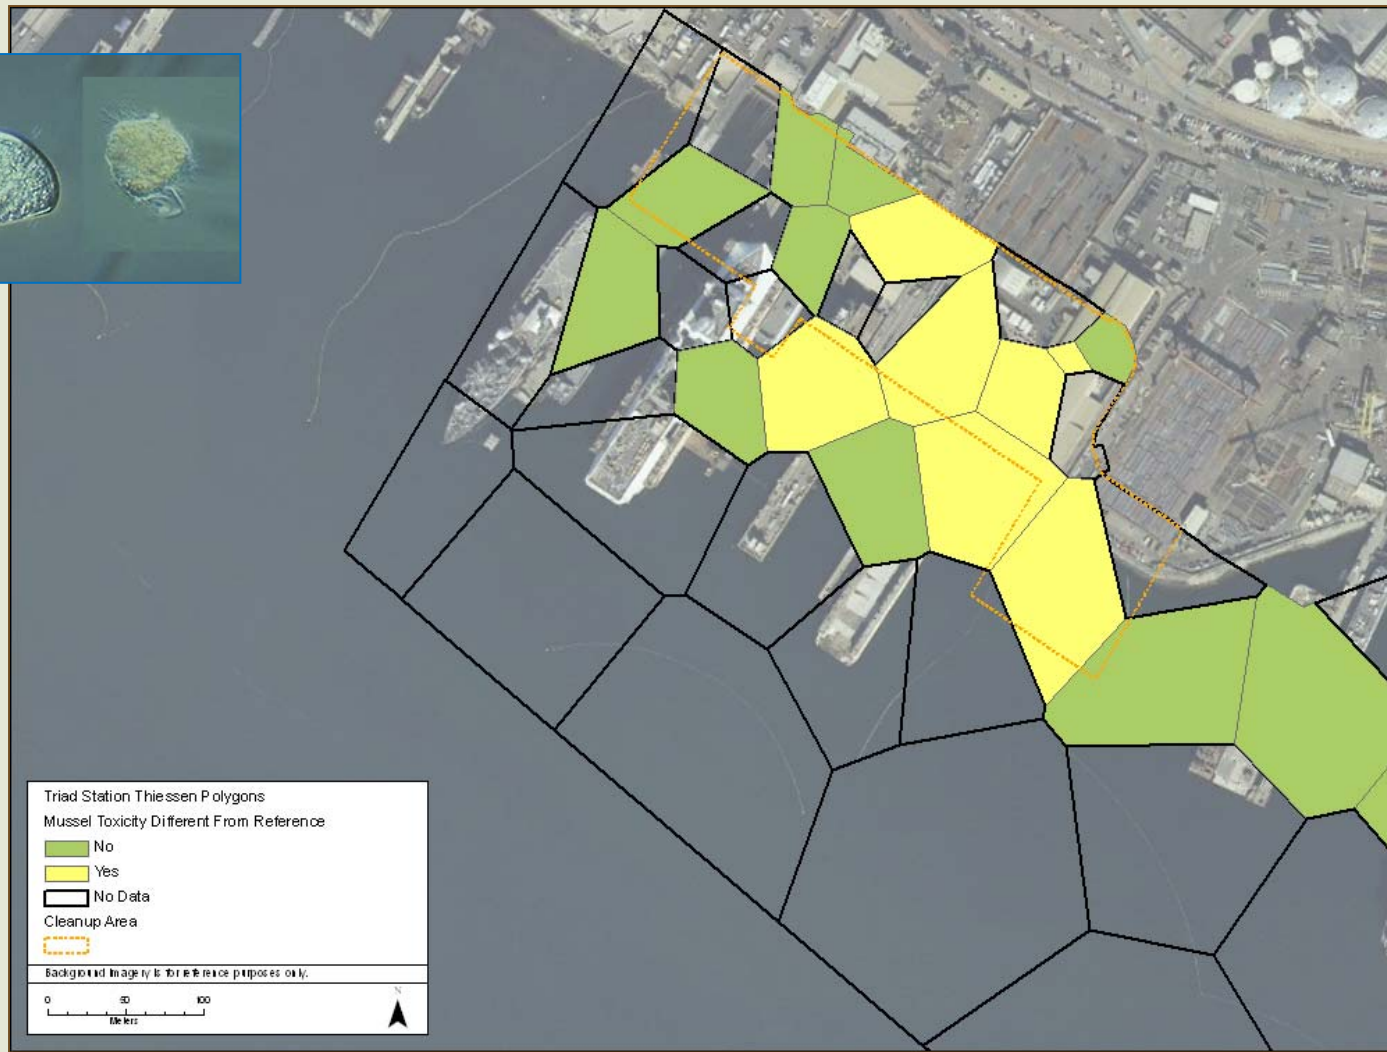 Triad Station Thiessen Polygons
Mussel Toxicity Different From Reference
No
Yes
No Data
Cleanup Area
Background Imagery is for reference purposes only.
0 50 100
Meters
N